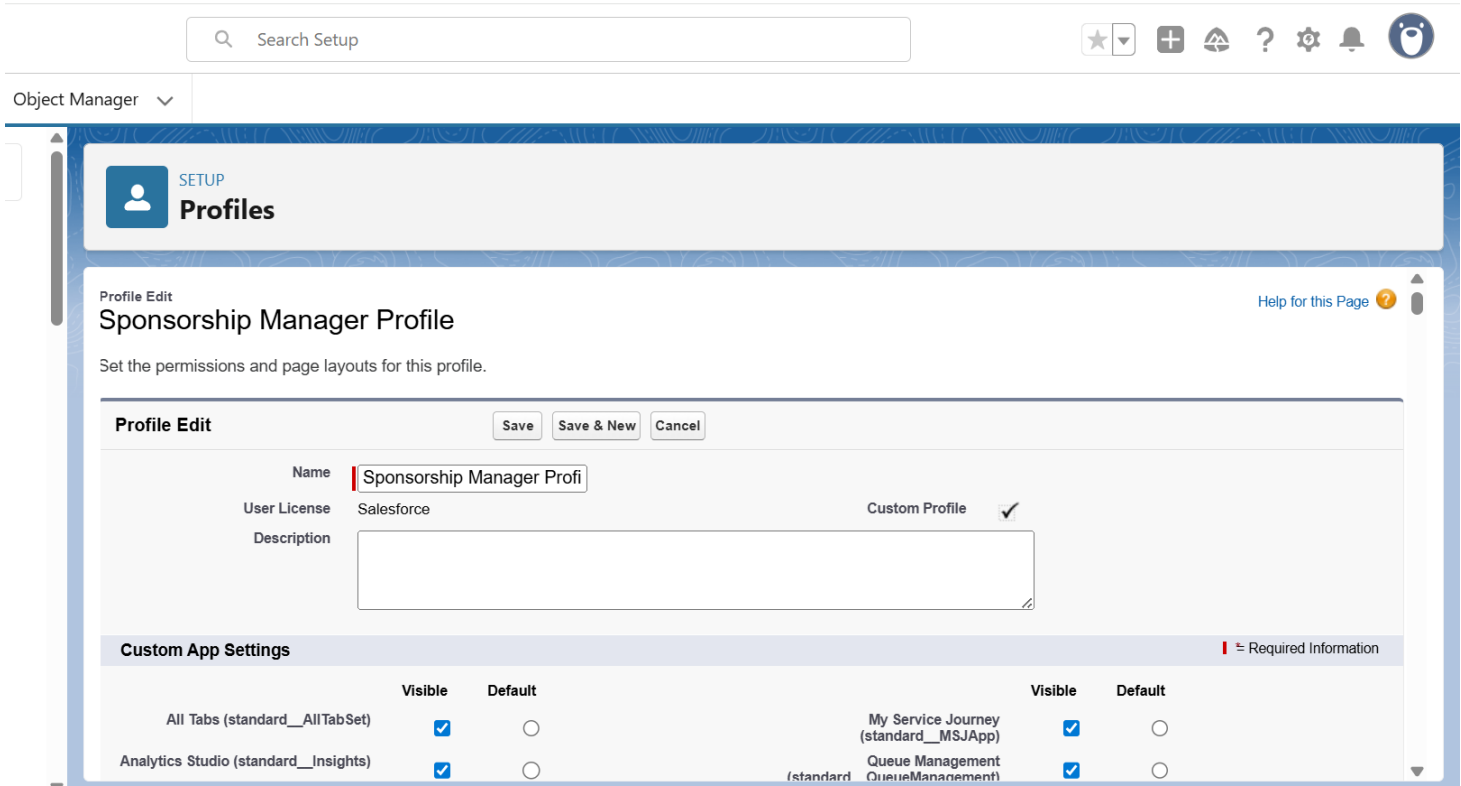 Search Setup
Object Manager
SETUP
Profiles
Profile Edit
Sponsorship Manager Profile
Help for this Page
Set the permissions and page layouts for this profile.
Profile Edit
Save
Save & New
Cancel
Name
Sponsorship Manager Profi
User License
Salesforce
Custom Profile
Description
Custom App Settings
= Required Information
Visible
Default
Visible
Default
All Tabs (standard__AllTabSet)
My Service Journey
(standard__MSJApp)
Analytics Studio (standard__Insights)
Queue Management
(standard__QueueManagement)